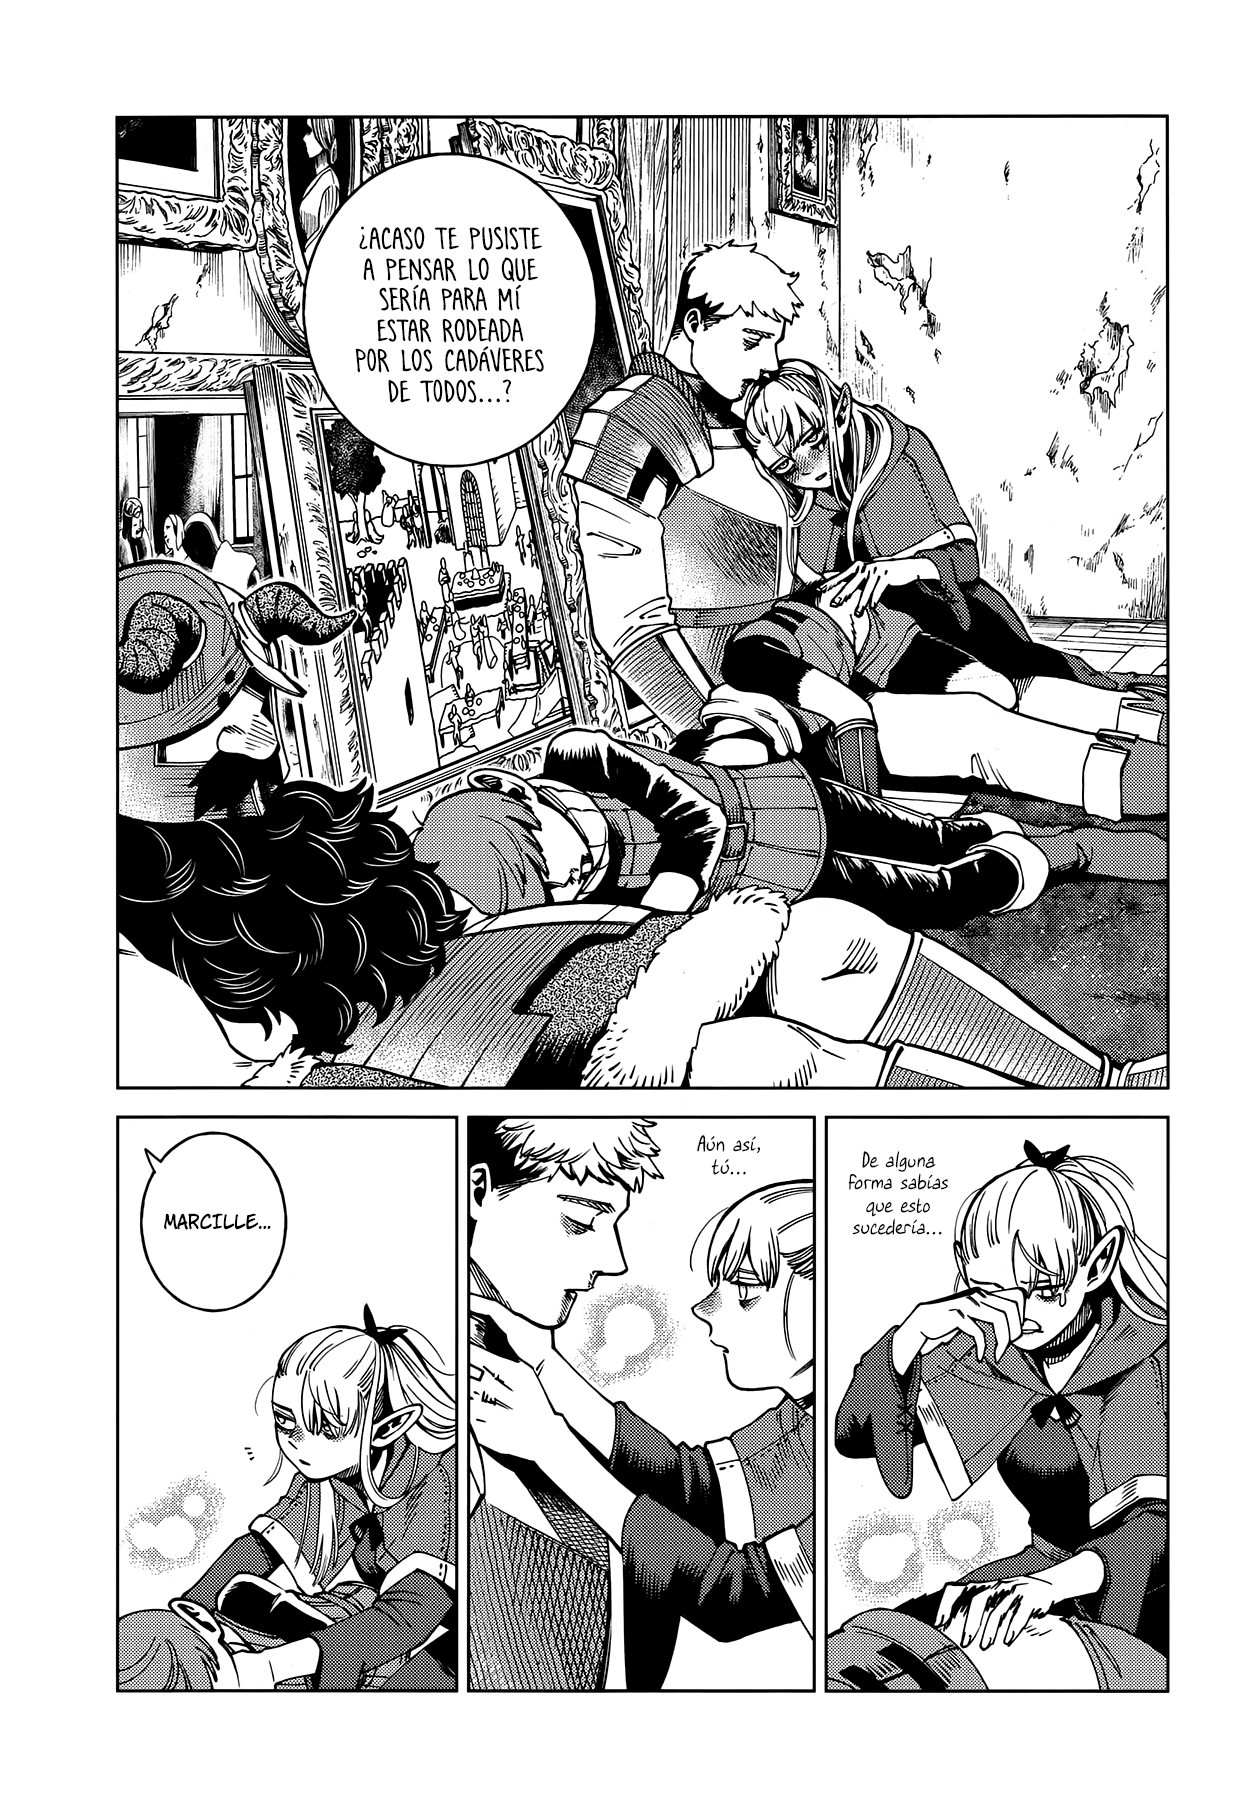 ¿ACASO TE PUSISTE
A PENSAR LO QUE
SERÍA PARA MÍ
ESTAR RODEADA
POR LOS CADÁVERES
DE TODOS...?
De alguna
forma sabías
que esto
sucedería...
Aún así,
tú...
MARCILLE...